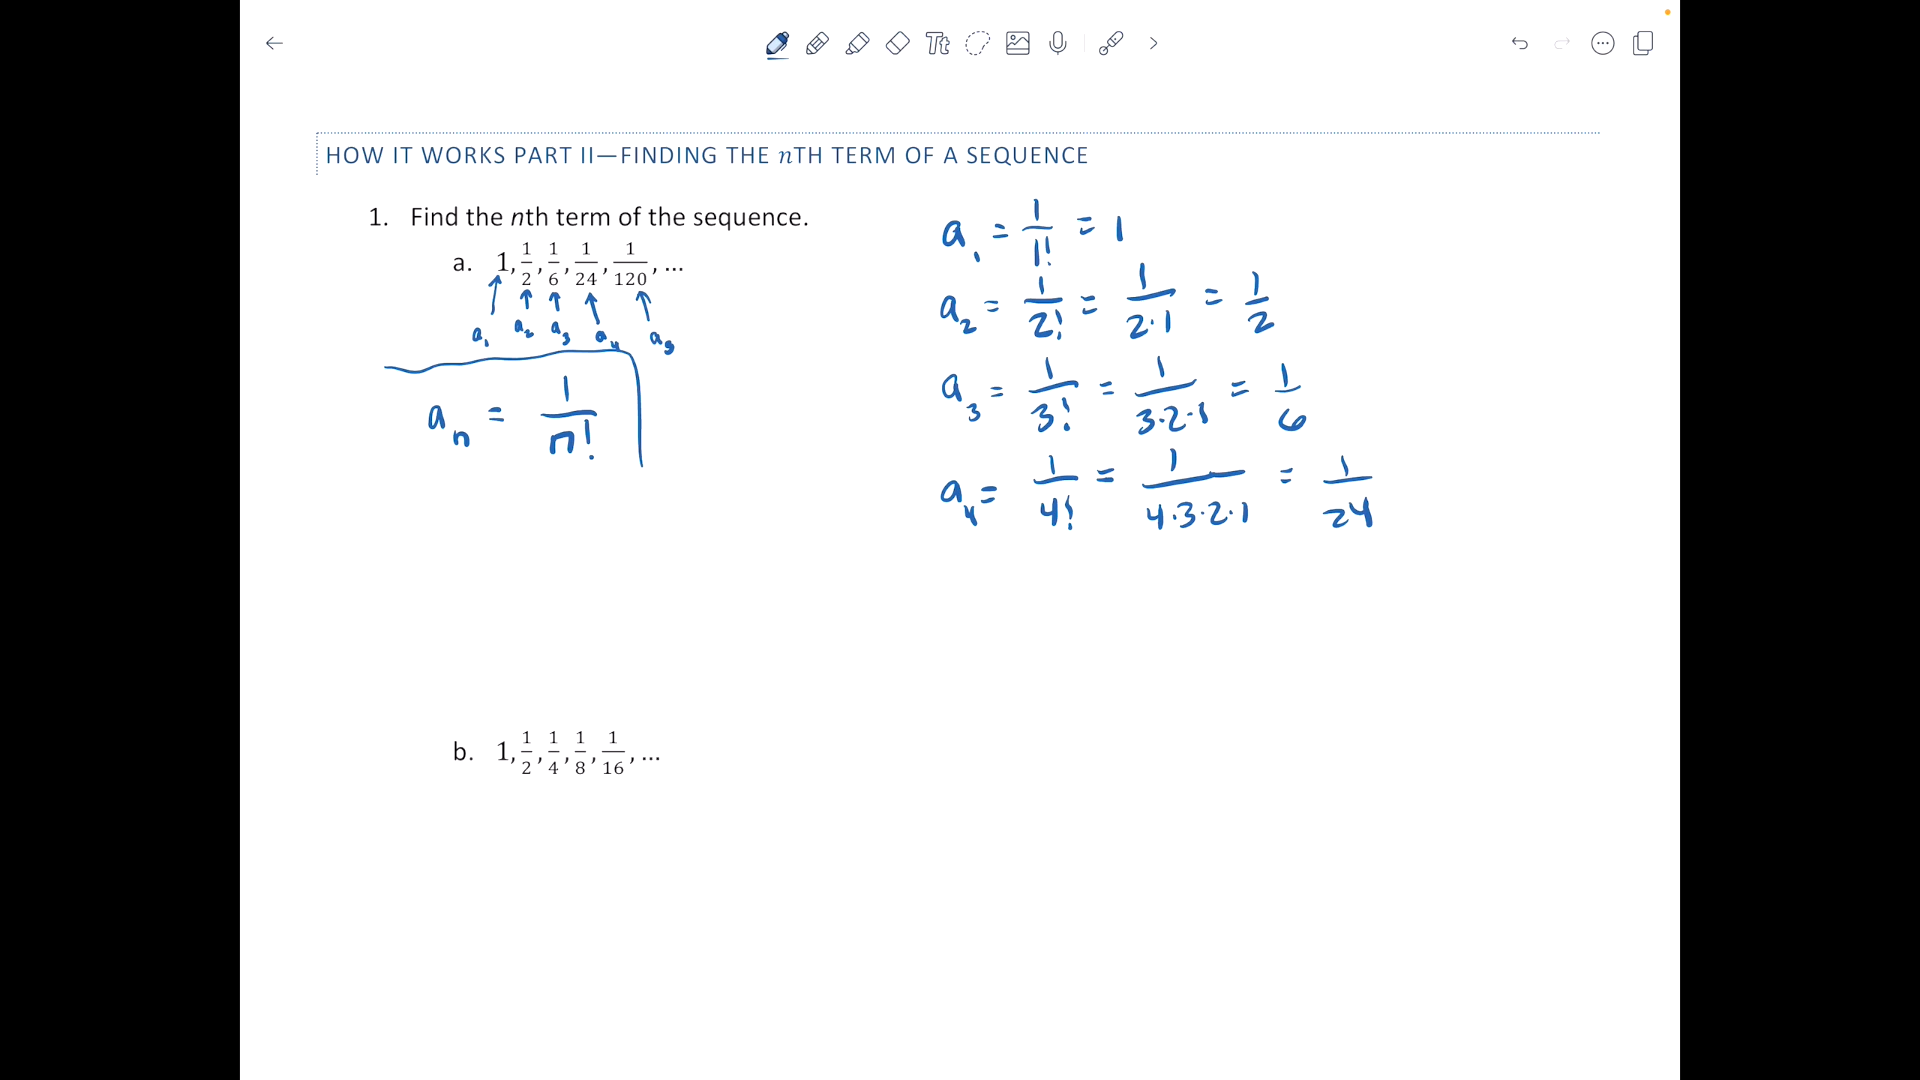 Tt
HOW IT WORKS PART II—FINDING THE nTH TERM OF A SEQUENCE
1. Find the nth term of the sequence.
a. 1, 1/2, 1/6, 1/24, 1/120, ...
a₁ a₂ a₃ a₄ a₅
aₙ = 1/n!
a₁ = 1/1! = 1
a₂ = 1/2! = 1/2·1 = 1/2
a₃ = 1/3! = 1/3·2·1 = 1/6
a₄ = 1/4! = 1/4·3·2·1 = 1/24
b. 1, 1/2, 1/4, 1/8, 1/16, ...